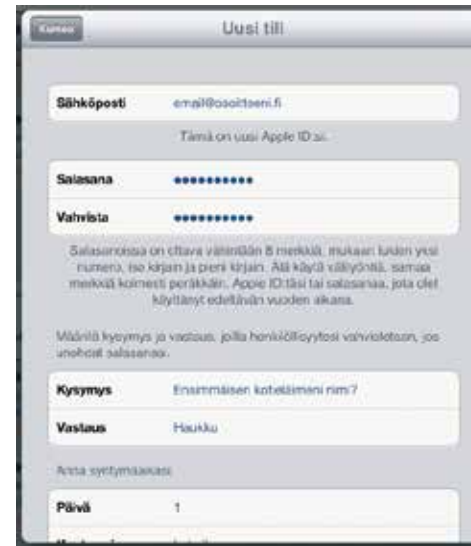 Kumoa
Uusi tili
Sähköposti email@osoitteeni.fi
Tämä on uusi Apple ID:si.
Salasana ●●●●●●●●●●
Vahvista ●●●●●●●●●●
Salasanoissa on oltava vähintään 8 merkkiä, mukaan lukien yksi
numero, iso kirjain ja pieni kirjain. Älä käytä välilyöntiä, samaa
merkkiä kolmesti peräkkäin, Apple ID:täsi tai salasanaa, jota olet
käyttänyt edeltävän vuoden aikana.
Määritä kysymys ja vastaus, joilla henkilöllisyytesi vahvistetaan, jos
unohdat salasanasi.
Kysymys Ensimmäisen kotieläimeni nimi?
Vastaus Haukku
Anna syntymäaikasi
Päivä 1